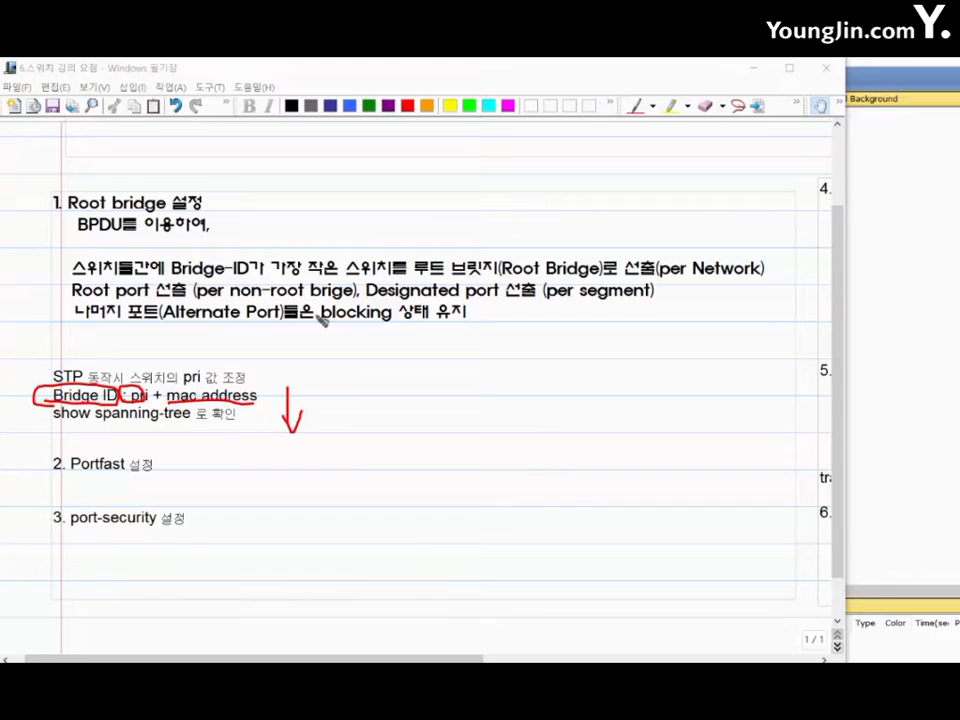 YoungJin.com Y.
6.스위치 강의 요점 - Windows 필기장
파일(F) 편집(E) 보기(V) 삽입(I) 작업(A) 도구(T) 도움말(H)
Background
1. Root bridge 설정
BPDU를 이용하여,
스위치들간에 Bridge-ID가 가장 작은 스위치를 루트 브릿지(Root Bridge)로 선출(per Network)
Root port 선출 (per non-root brige), Designated port 선출 (per segment)
나머지 포트(Alternate Port)들은 blocking 상태 유지
STP 동작시 스위치의 pri 값 조정
Bridge ID : pri + mac address
show spanning-tree 로 확인
2. Portfast 설정
3. port-security 설정
4.
5.
tra
6.
1 / 1
Type Color Time(sec P